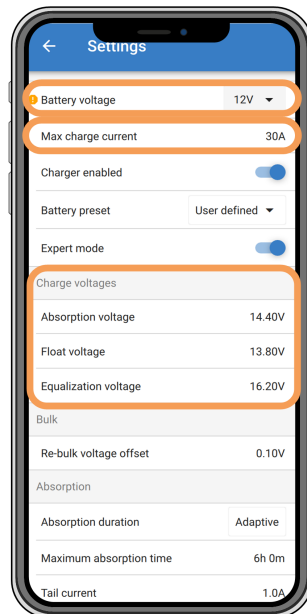 Settings
Battery voltage 12V
Max charge current 30A
Charger enabled
Battery preset User defined
Expert mode
Charge voltages
Absorption voltage 14.40V
Float voltage 13.80V
Equalization voltage 16.20V
Bulk
Re-bulk voltage offset 0.10V
Absorption
Absorption duration Adaptive
Maximum absorption time 6h 0m
Tail current 1.0A